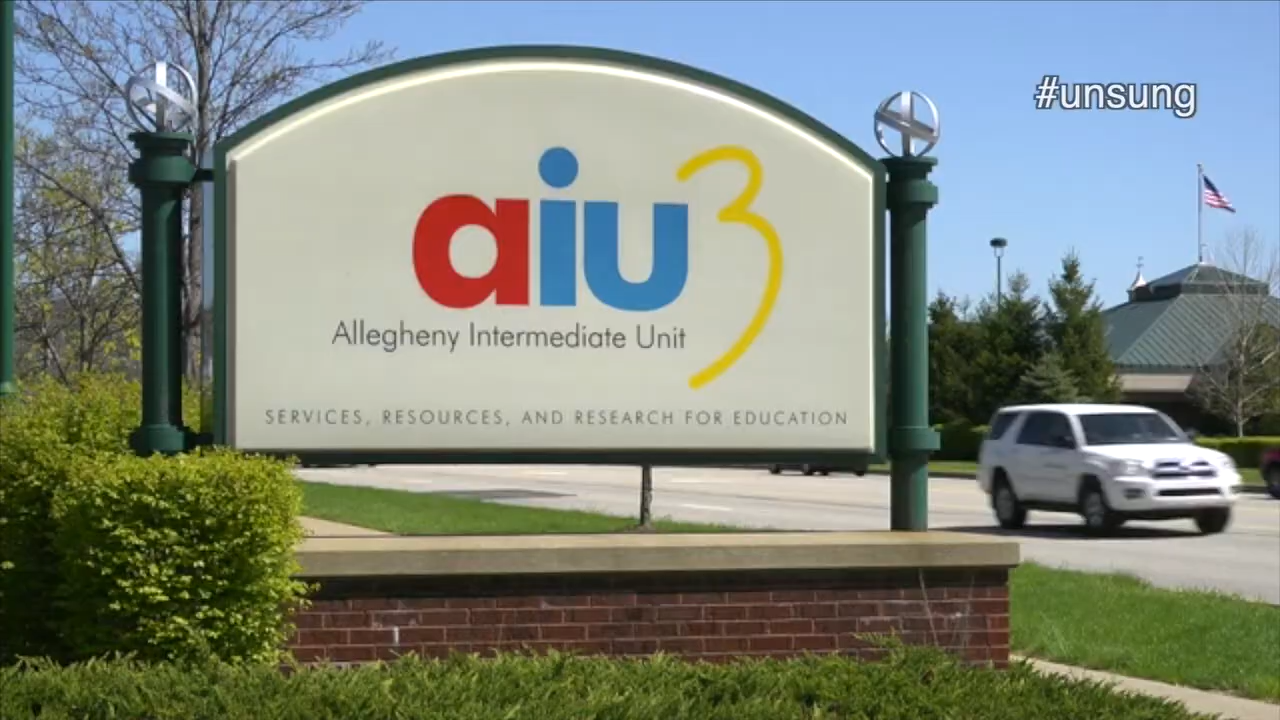 #unsung
aiu3
Allegheny Intermediate Unit
SERVICES, RESOURCES, AND RESEARCH FOR EDUCATION